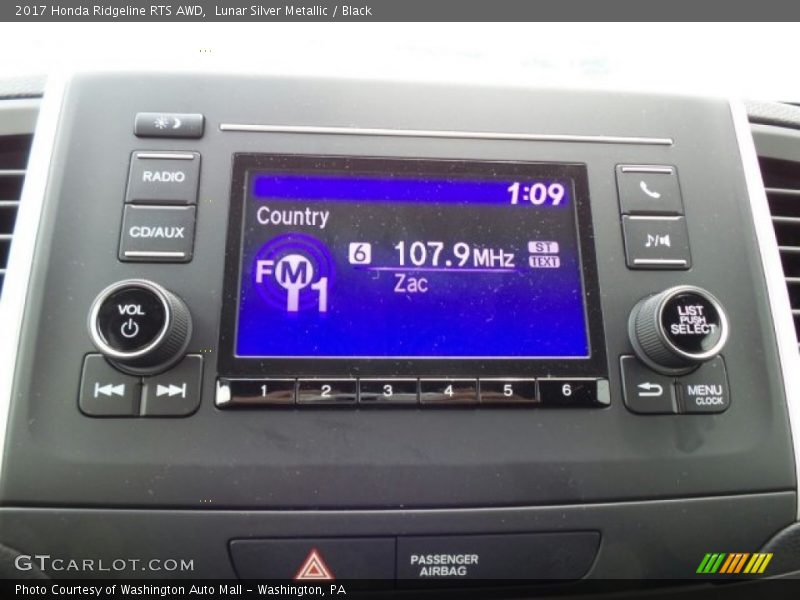 2017 Honda Ridgeline RTS AWD,  Lunar Silver Metallic / Black
RADIO
CD/AUX
VOL
1:09
Country
FM1
6 107.9MHz ST
TEXT
Zac
LIST
PUSH
SELECT
1 2 3 4 5 6
MENU
CLOCK
PASSENGER
AIRBAG
GTCARLOT.COM
Photo Courtesy of Washington Auto Mall - Washington, PA